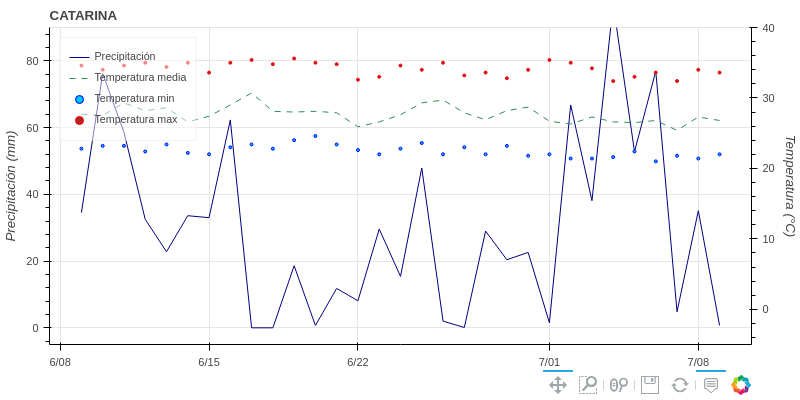 CATARINA
Precipitación
Temperatura media
Temperatura min
Temperatura max
Precipitación (mm)
80
60
40
20
0
Temperatura (°C)
40
30
20
10
0
6/08
6/15
6/22
7/01
7/08